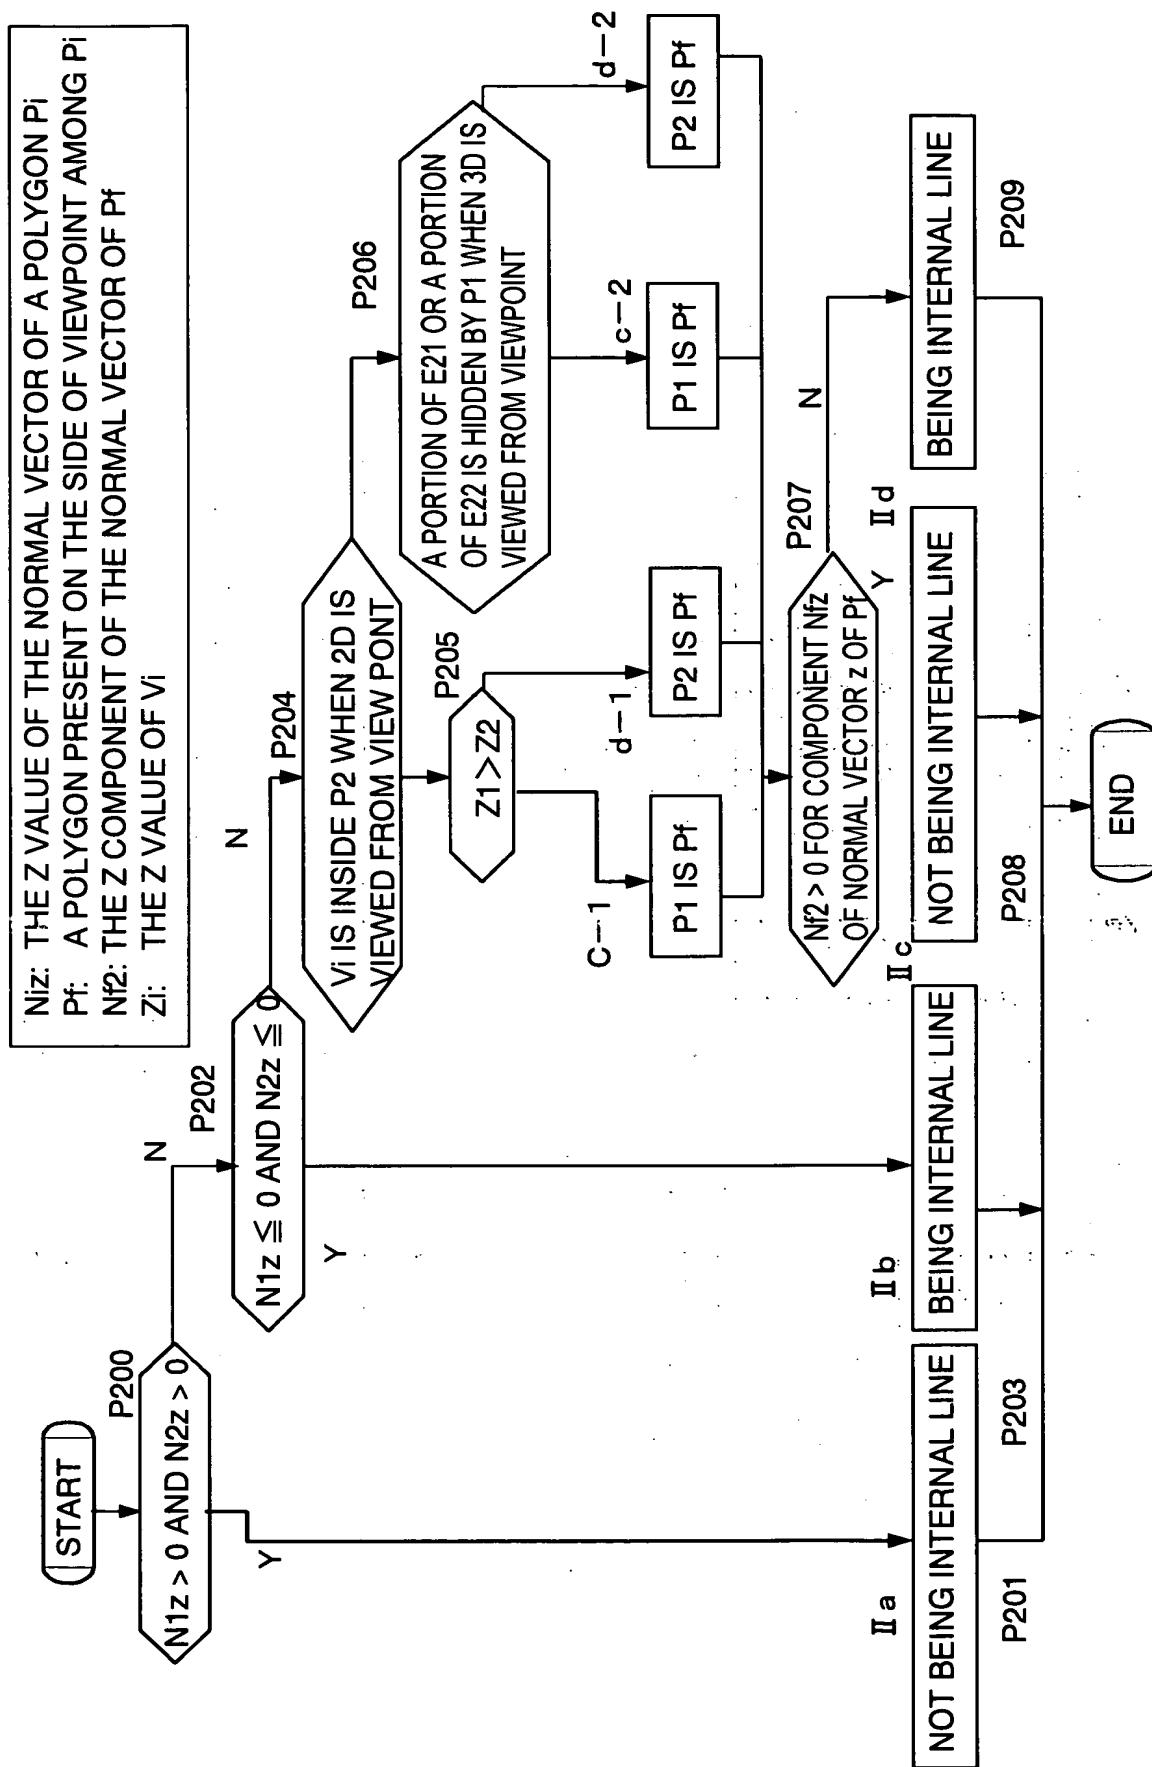 Niz: THE Z VALUE OF THE NORMAL VECTOR OF A POLYGON Pi
Pf: A POLYGON PRESENT ON THE SIDE OF VIEWPOINT AMONG Pi
Nf2: THE Z COMPONENT OF THE NORMAL VECTOR OF Pf
Zi: THE Z VALUE OF Vi
START
P200
N1z > 0 AND N2z > 0
N
Y
P202
N1z ≦ 0 AND N2z ≦ 0
N
Y
P204
Vi IS INSIDE P2 WHEN 2D IS
VIEWED FROM VIEW PONT
P205
Z1 > Z2
P206
A PORTION OF E21 OR A PORTION
OF E22 IS HIDDEN BY P1 WHEN 3D IS
VIEWED FROM VIEWPOINT
C-1
P1 IS Pf
d-1
P2 IS Pf
c-2
P1 IS Pf
d-2
P2 IS Pf
P207
Nf2 > 0 FOR COMPONENT Nfz
OF NORMAL VECTOR z OF Pf
N
Y
IIa
NOT BEING INTERNAL LINE
P201
IIb
BEING INTERNAL LINE
P203
IIc
NOT BEING INTERNAL LINE
P208
IId
BEING INTERNAL LINE
P209
END